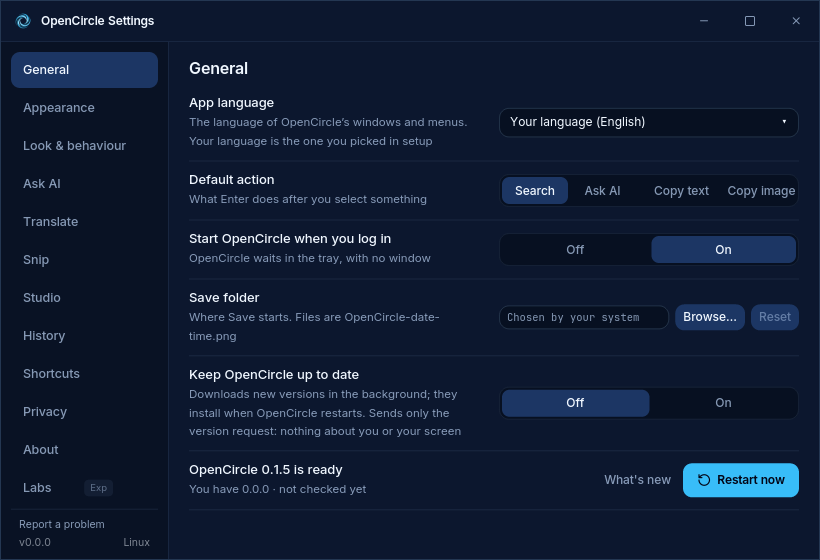 OpenCircle Settings
General
Appearance
Look & behaviour
Ask AI
Translate
Snip
Studio
History
Shortcuts
Privacy
About
Labs
Exp
Report a problem
v0.0.0
Linux
General
App language
The language of OpenCircle's windows and menus.
Your language is the one you picked in setup
Your language (English)
Default action
What Enter does after you select something
Search
Ask AI
Copy text
Copy image
Start OpenCircle when you log in
OpenCircle waits in the tray, with no window
Off
On
Save folder
Where Save starts. Files are OpenCircle-date-
time.png
Chosen by your system
Browse...
Reset
Keep OpenCircle up to date
Downloads new versions in the background; they
install when OpenCircle restarts. Sends only the
version request: nothing about you or your screen
Off
On
OpenCircle 0.1.5 is ready
You have 0.0.0 · not checked yet
What's new
Restart now